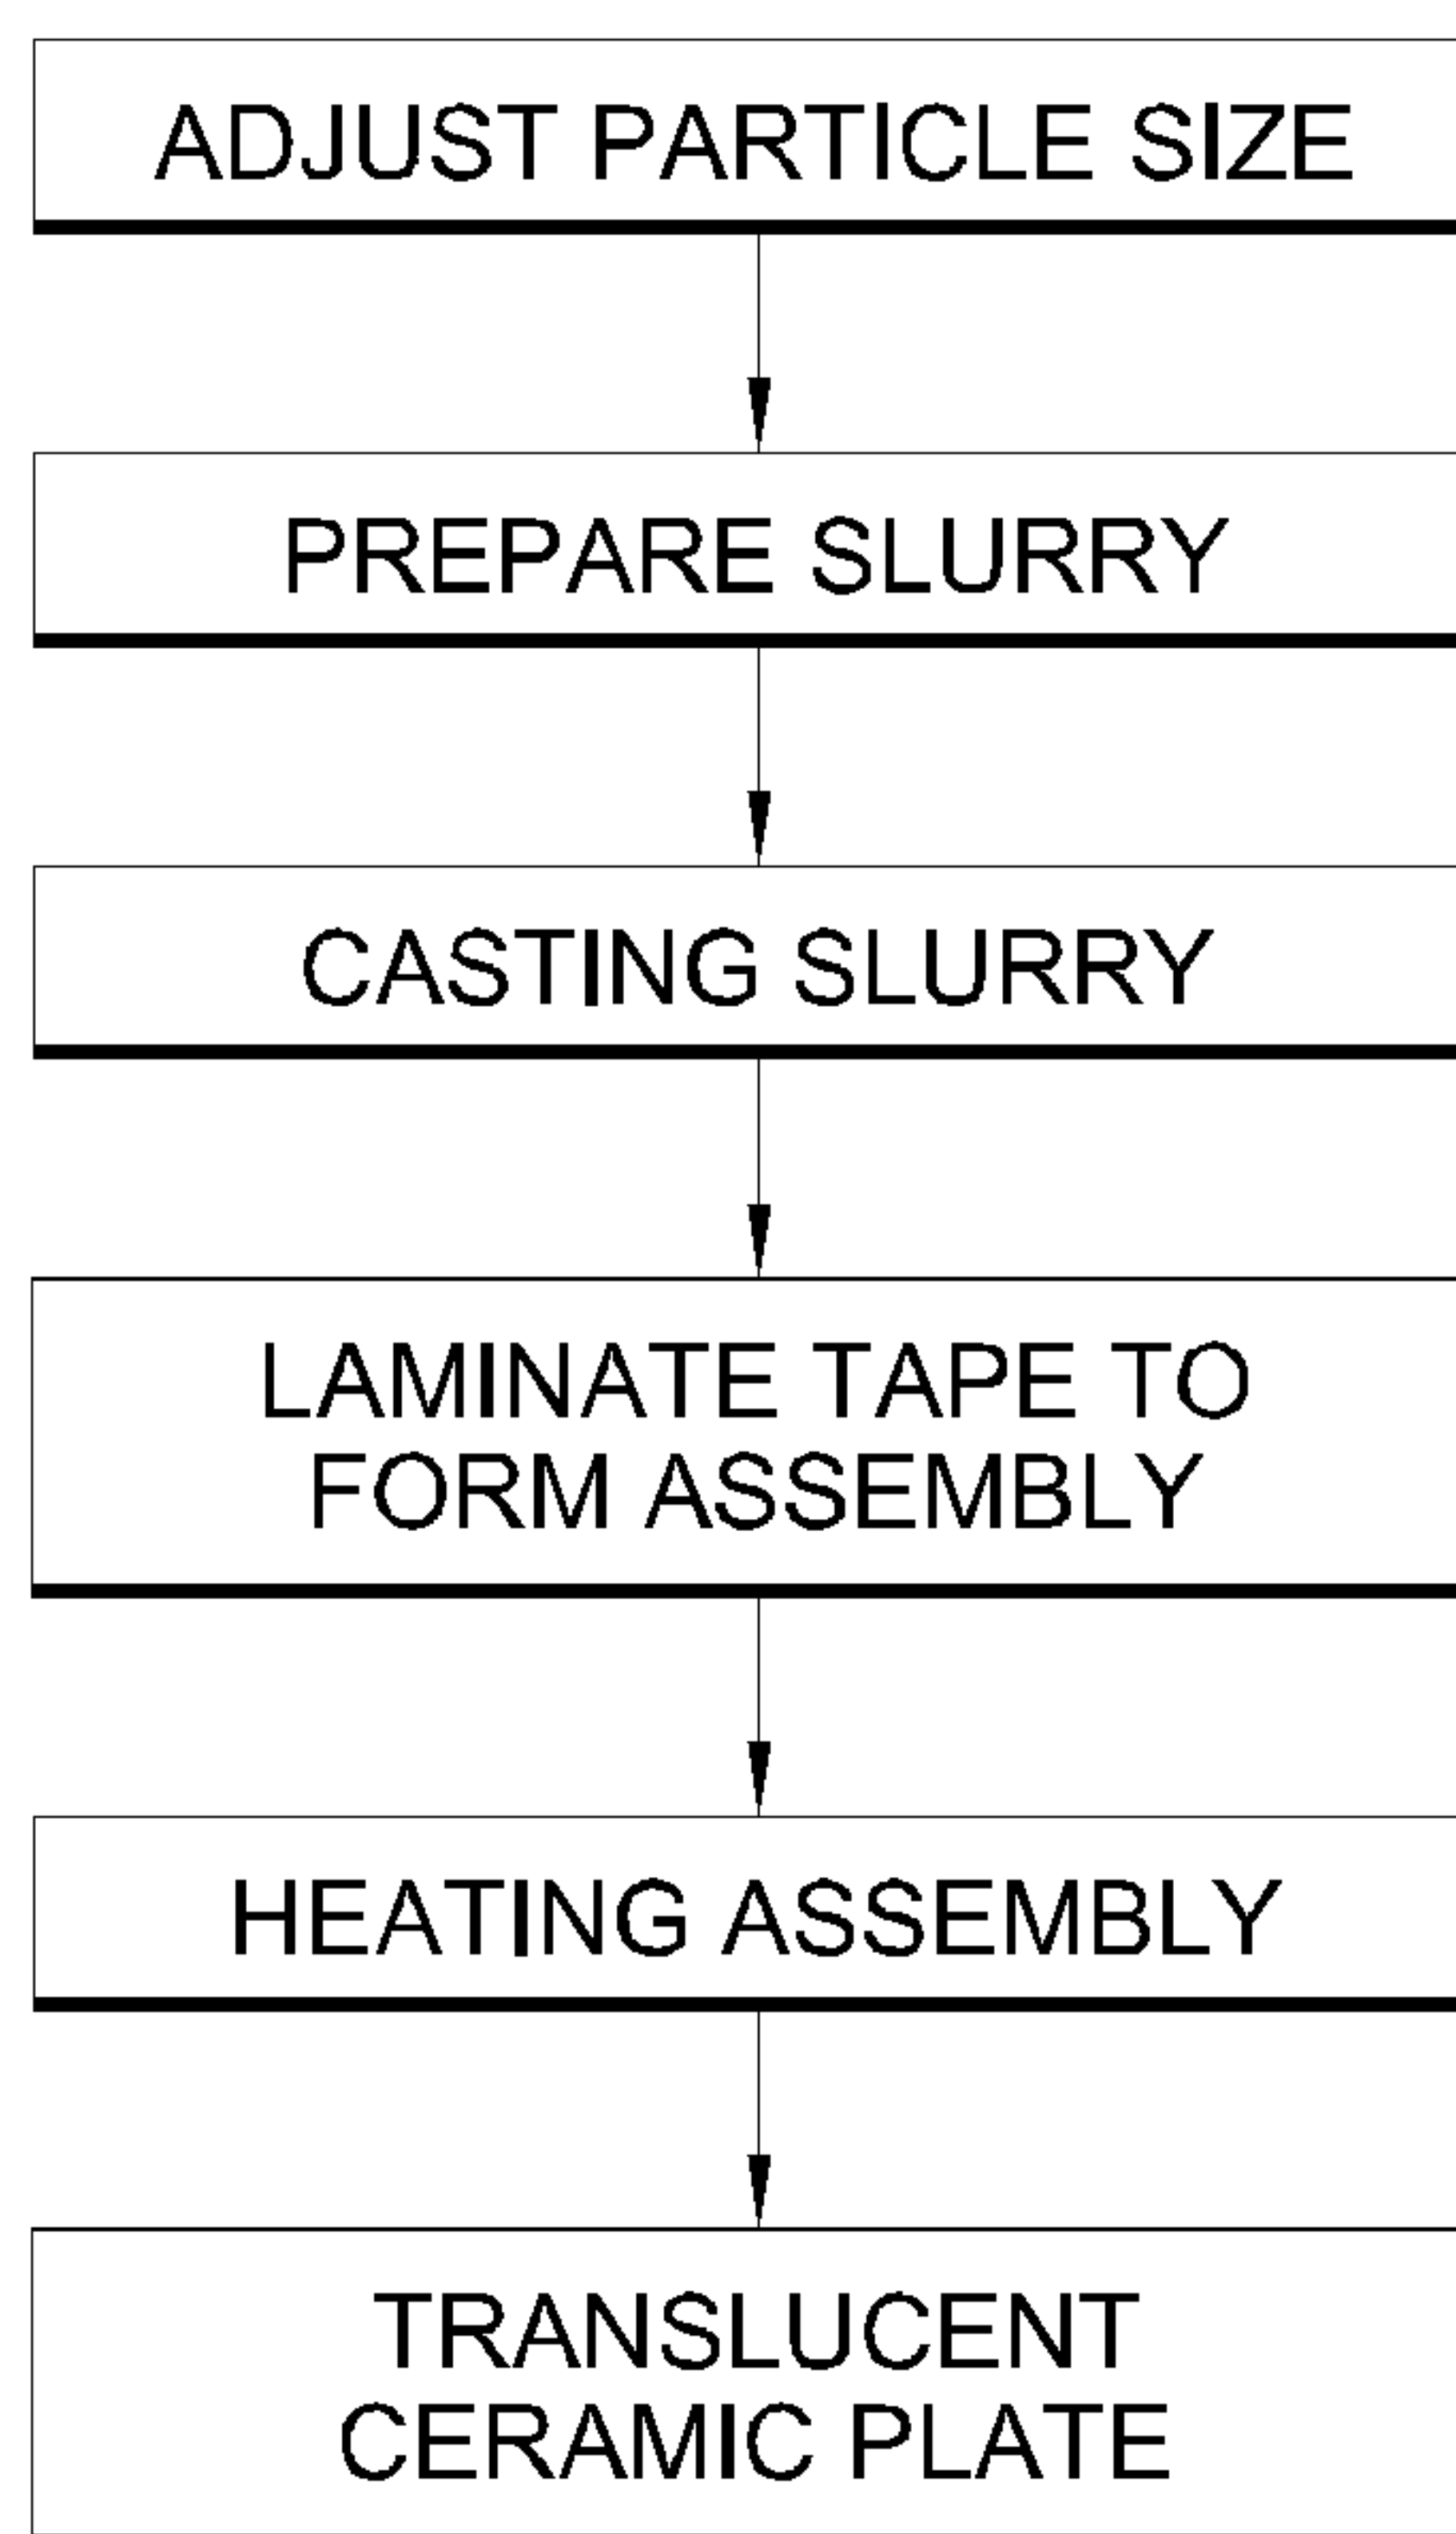 ADJUST PARTICLE SIZE
PREPARE SLURRY
CASTING SLURRY
LAMINATE TAPE TO
FORM ASSEMBLY
HEATING ASSEMBLY
TRANSLUCENT
CERAMIC PLATE